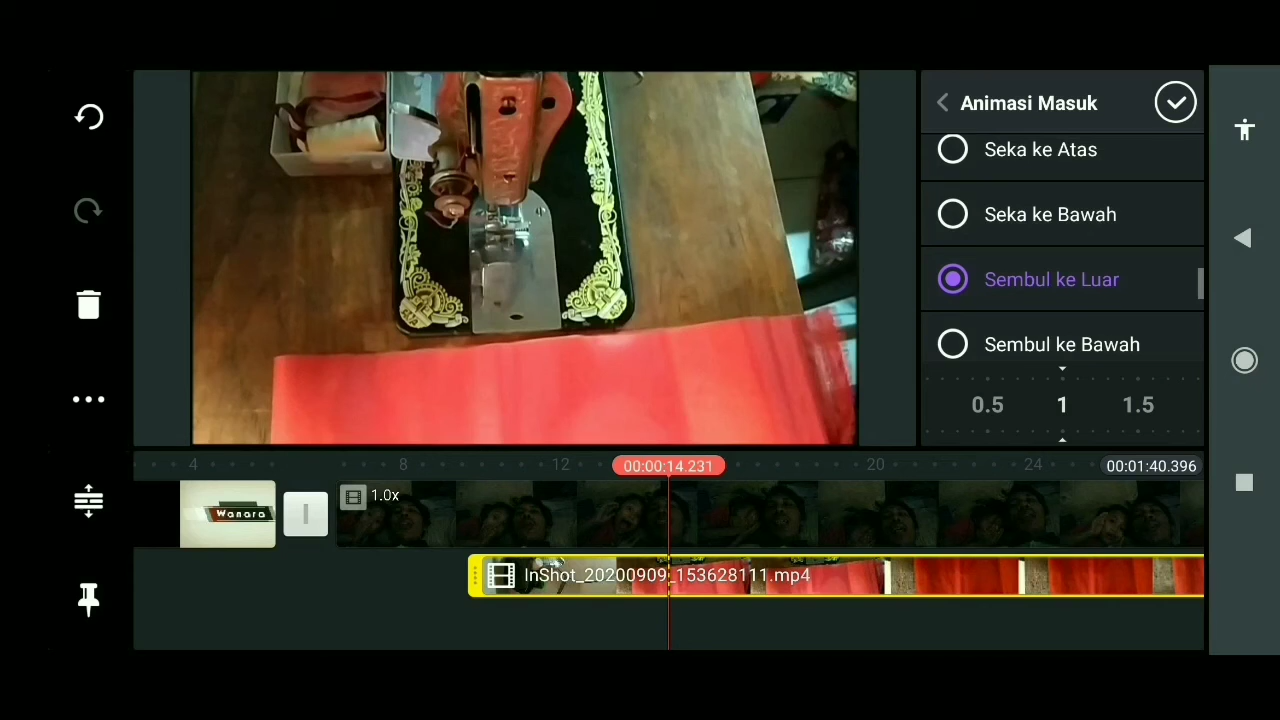 Animasi Masuk
Seka ke Atas
Seka ke Bawah
Sembul ke Luar
Sembul ke Bawah
0.5 1 1.5
4 8 12 00:00:14.231 20 24 00:01:40.396
1.0x
Wanara
InShot_20200909_153628111.mp4